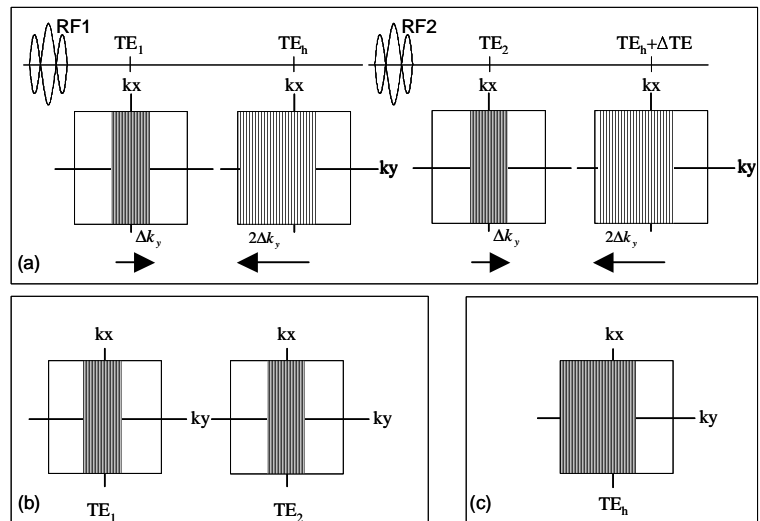 RF1
TE1
TEh
RF2
TE2
TEh+ΔTE
kx
kx
kx
kx
ky
ky
Δky
2Δky
Δky
2Δky
(a)
kx
kx
kx
ky
ky
ky
(b)
TE1
TE2
(c)
TEh